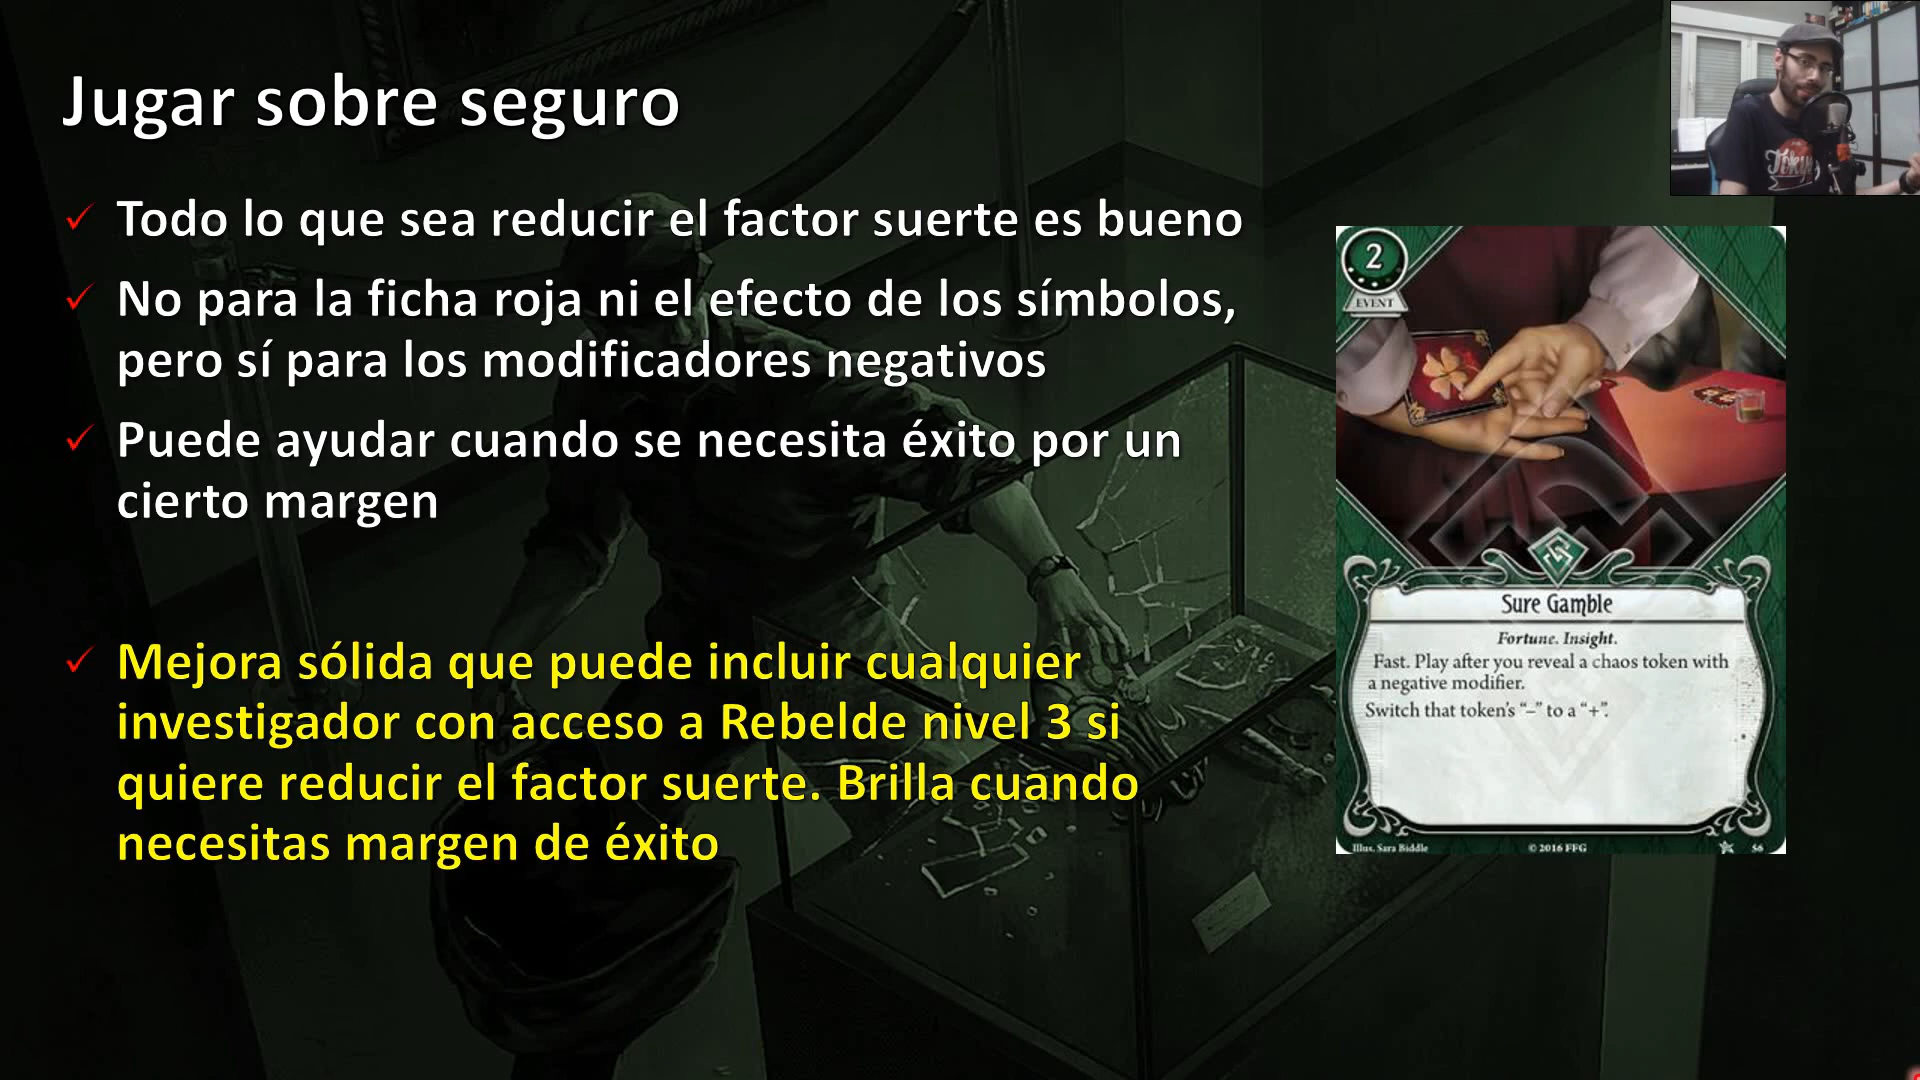 Jugar sobre seguro
Todo lo que sea reducir el factor suerte es bueno
No para la ficha roja ni el efecto de los símbolos,
pero sí para los modificadores negativos
Puede ayudar cuando se necesita éxito por un
cierto margen
Mejora sólida que puede incluir cualquier
investigador con acceso a Rebelde nivel 3 si
quiere reducir el factor suerte. Brilla cuando
necesitas margen de éxito
2
EVENT
Sure Gamble
Fortune. Insight.
Fast. Play after you reveal a chaos token with
a negative modifier.
Switch that token's “–” to a “+”.
Illus. Sara Biddle
© 2016 FFG
56
Tokyo